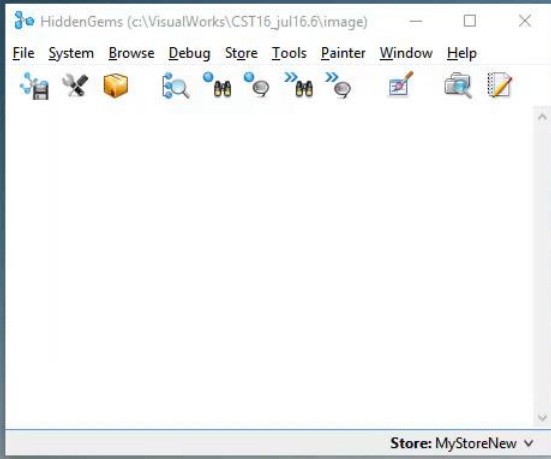 HiddenGems (c:\VisualWorks\CST16_jul16.6\image)
File System Browse Debug Store Tools Painter Window Help
Store: MyStoreNew